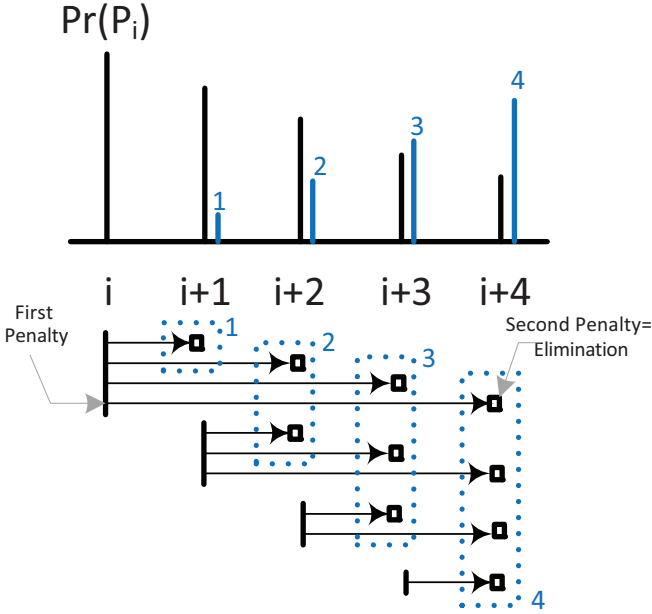 Pr(Pi)
1
2
3
4
i
i+1
i+2
i+3
i+4
First
Penalty
1
2
3
Second Penalty=
Elimination
4